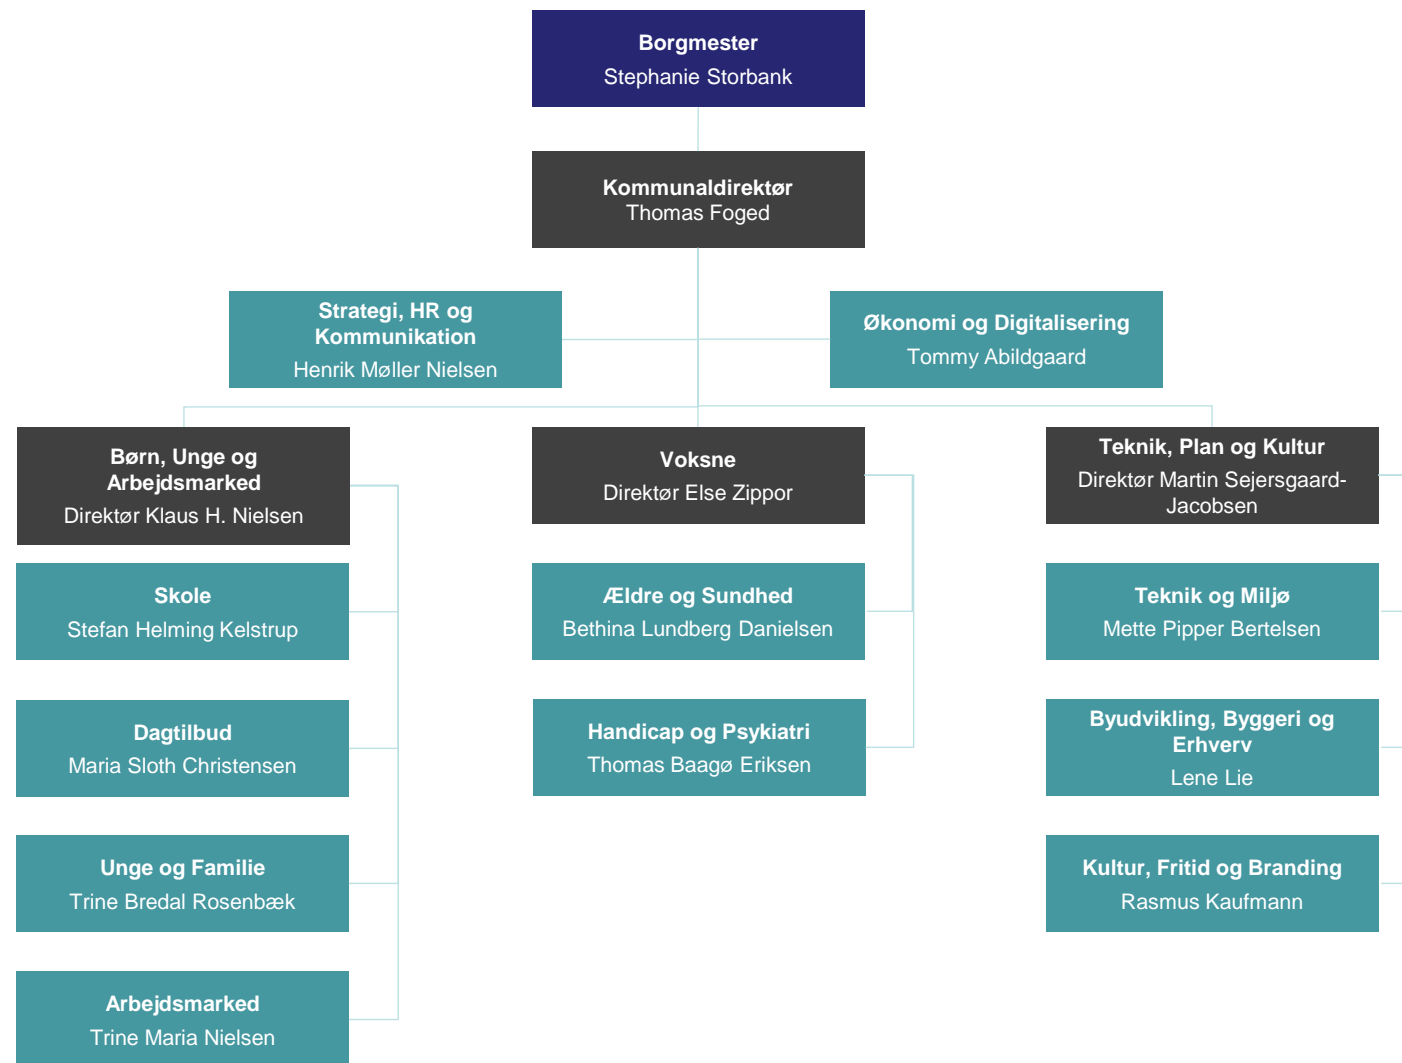 Borgmester
Stephanie Storbank
Kommunaldirektør
Thomas Foged
Strategi, HR og
Kommunikation
Henrik Møller Nielsen
Økonomi og Digitalisering
Tommy Abildgaard
Børn, Unge og
Arbejdsmarked
Direktør Klaus H. Nielsen
Skole
Stefan Helming Kelstrup
Dagtilbud
Maria Sloth Christensen
Unge og Familie
Trine Bredal Rosenbæk
Arbejdsmarked
Trine Maria Nielsen
Voksne
Direktør Else Zippor
Ældre og Sundhed
Bethina Lundberg Danielsen
Handicap og Psykiatri
Thomas Baagø Eriksen
Teknik, Plan og Kultur
Direktør Martin Sejersgaard-
Jacobsen
Teknik og Miljø
Mette Pipper Bertelsen
Byudvikling, Byggeri og
Erhverv
Lene Lie
Kultur, Fritid og Branding
Rasmus Kaufmann